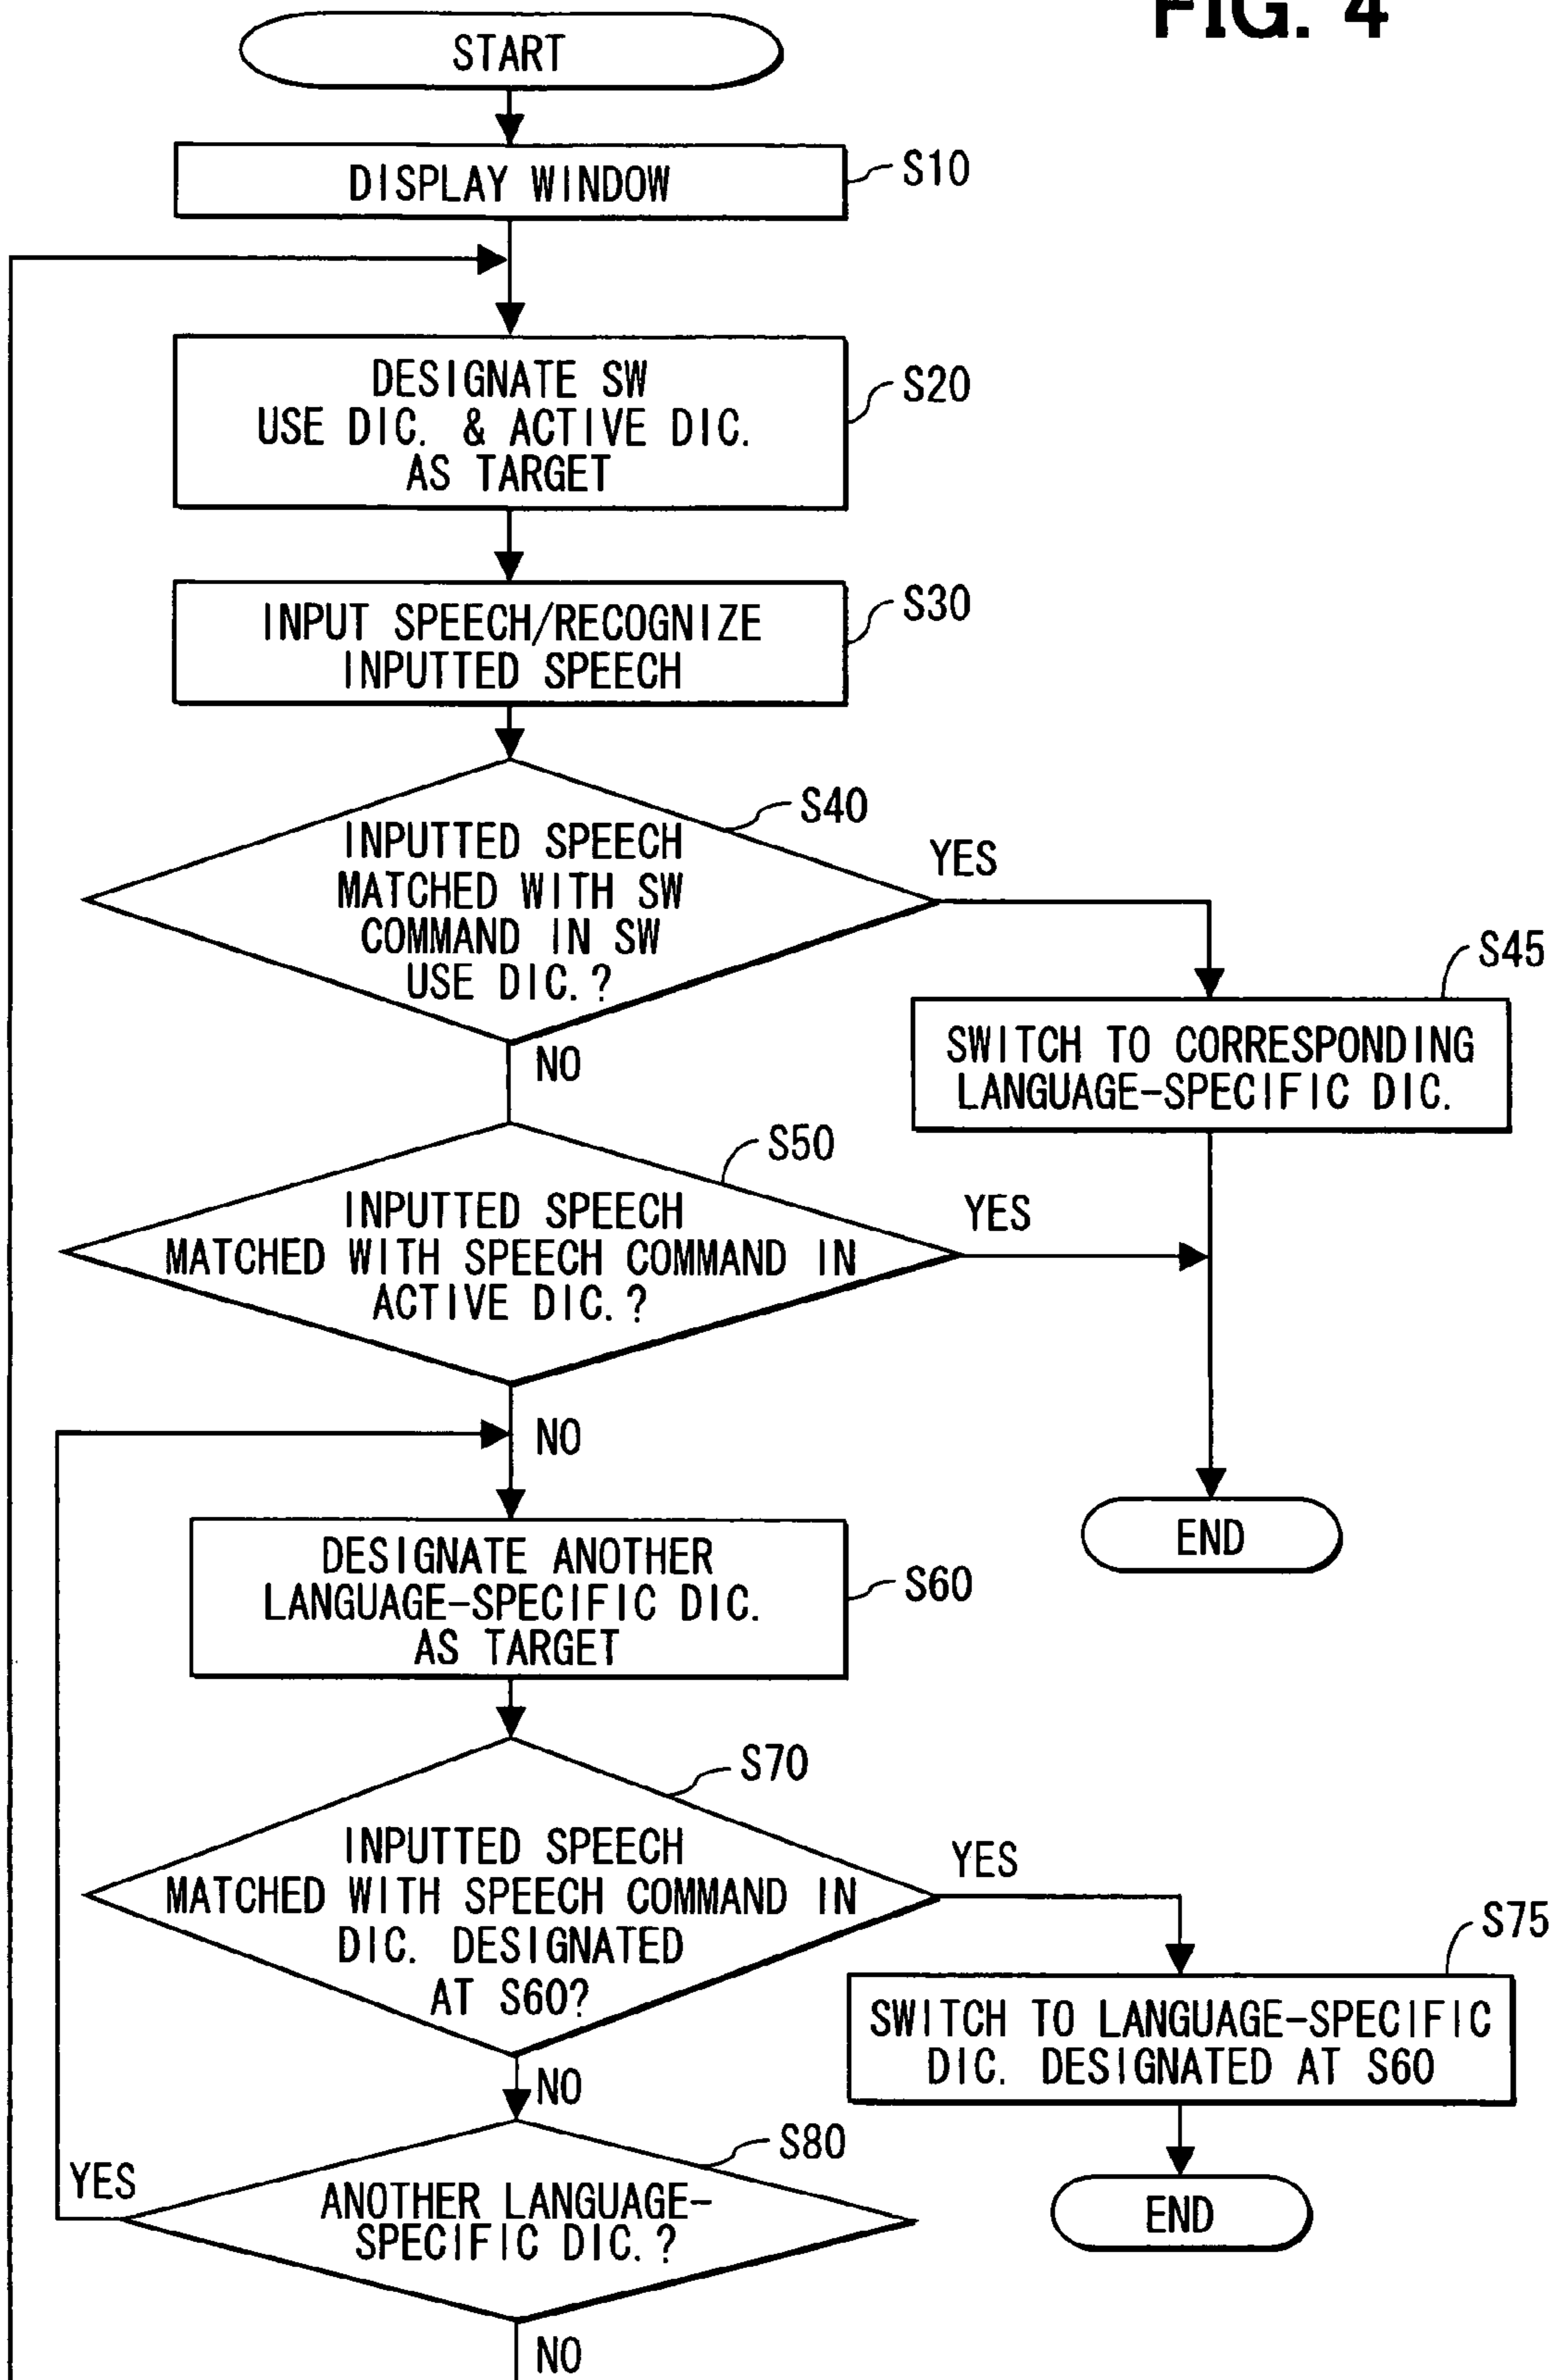 FIG. 4
START
DISPLAY WINDOW
S10
DESIGNATE SW
USE DIC. & ACTIVE DIC.
AS TARGET
S20
INPUT SPEECH/RECOGNIZE
INPUTTED SPEECH
S30
S40
INPUTTED SPEECH
MATCHED WITH SW
COMMAND IN SW
USE DIC.?
YES
NO
S45
SWITCH TO CORRESPONDING
LANGUAGE-SPECIFIC DIC.
S50
INPUTTED SPEECH
MATCHED WITH SPEECH COMMAND IN
ACTIVE DIC.?
YES
NO
END
DESIGNATE ANOTHER
LANGUAGE-SPECIFIC DIC.
AS TARGET
S60
S70
INPUTTED SPEECH
MATCHED WITH SPEECH COMMAND IN
DIC. DESIGNATED
AT S60?
YES
NO
S75
SWITCH TO LANGUAGE-SPECIFIC
DIC. DESIGNATED AT S60
END
S80
YES
ANOTHER LANGUAGE-
SPECIFIC DIC.?
NO